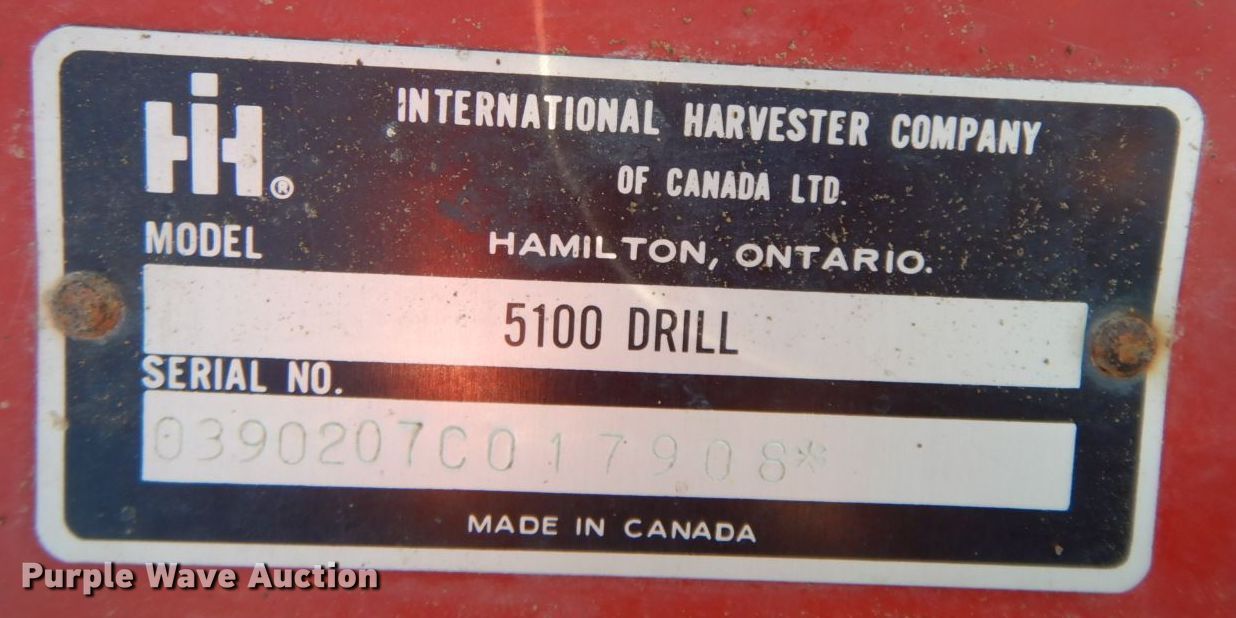 IH®
INTERNATIONAL HARVESTER COMPANY
OF CANADA LTD.
MODEL
HAMILTON, ONTARIO.
5100 DRILL
SERIAL NO.
0390207C017908*
MADE IN CANADA
Purple Wave Auction